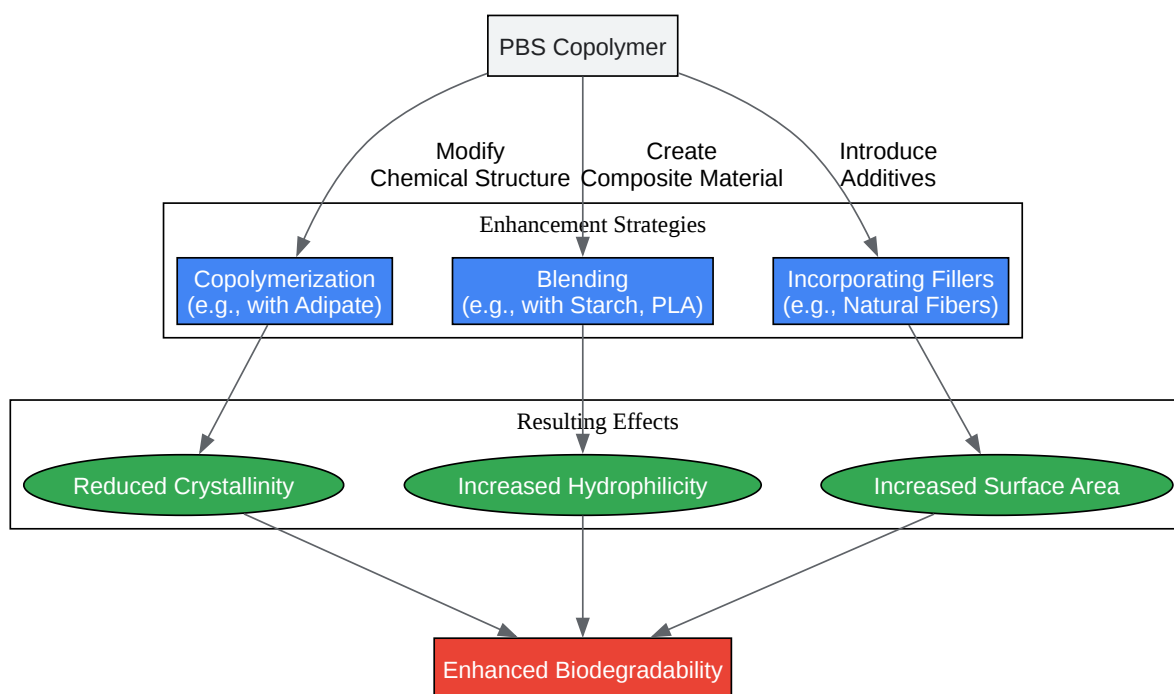 PBS Copolymer
Modify
Chemical Structure
Create
Composite Material
Introduce
Additives
Enhancement Strategies
Copolymerization
(e.g., with Adipate)
Blending
(e.g., with Starch, PLA)
Incorporating Fillers
(e.g., Natural Fibers)
Resulting Effects
Reduced Crystallinity
Increased Hydrophilicity
Increased Surface Area
Enhanced Biodegradability